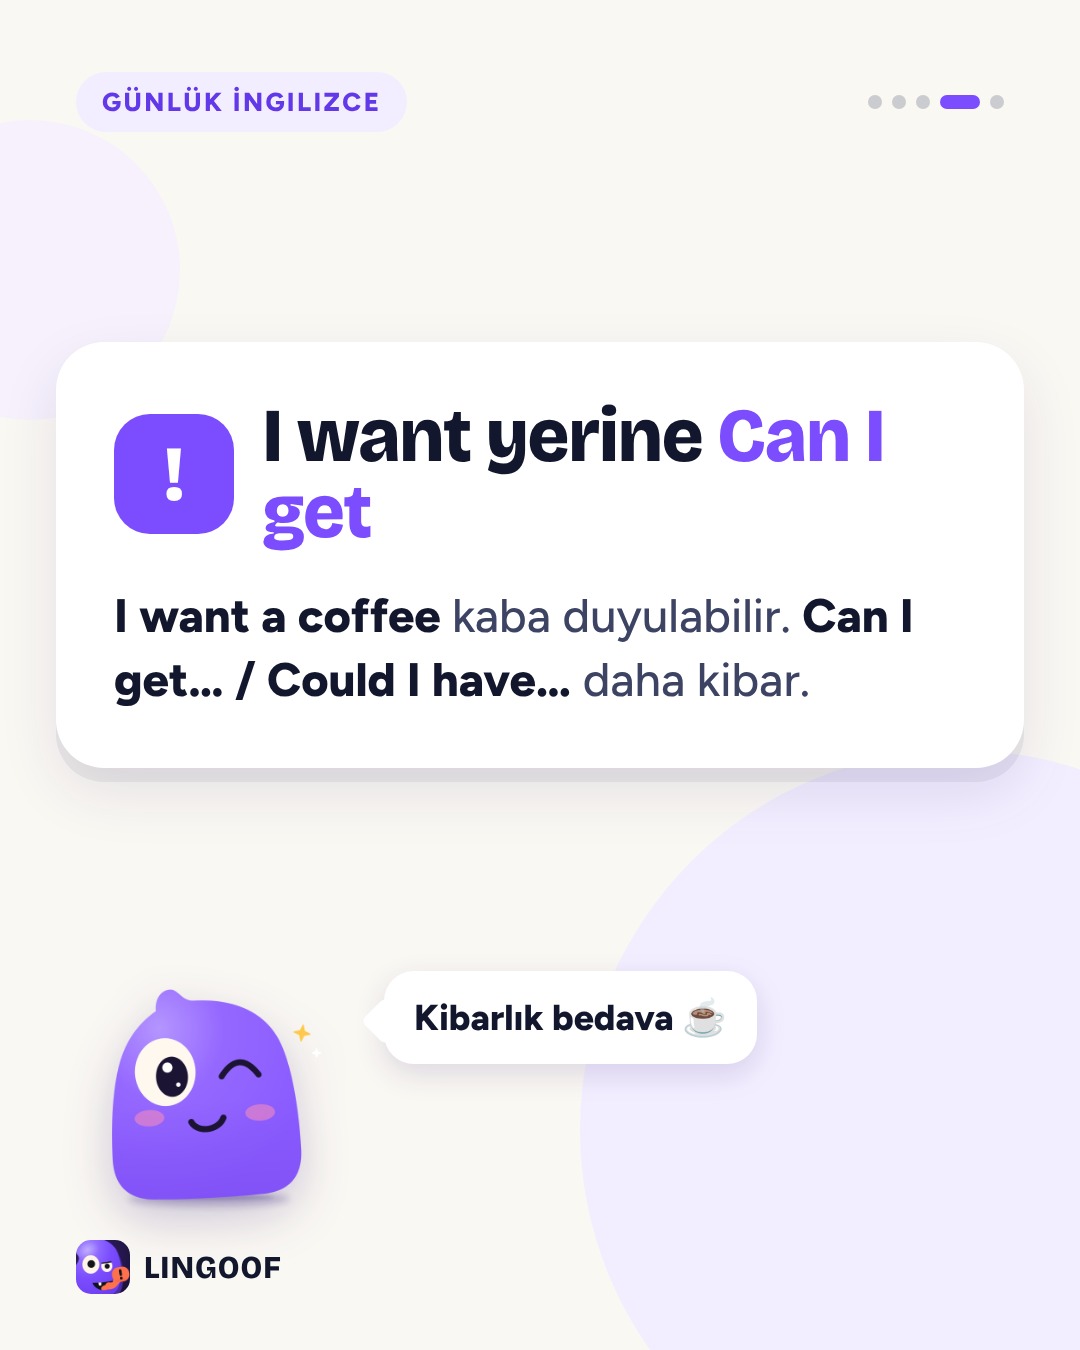 GÜNLÜK İNGILIZCE
! I want yerine Can I
get
I want a coffee kaba duyulabilir. Can I
get... / Could I have... daha kibar.
Kibarlık bedava ☕
LINGOOF